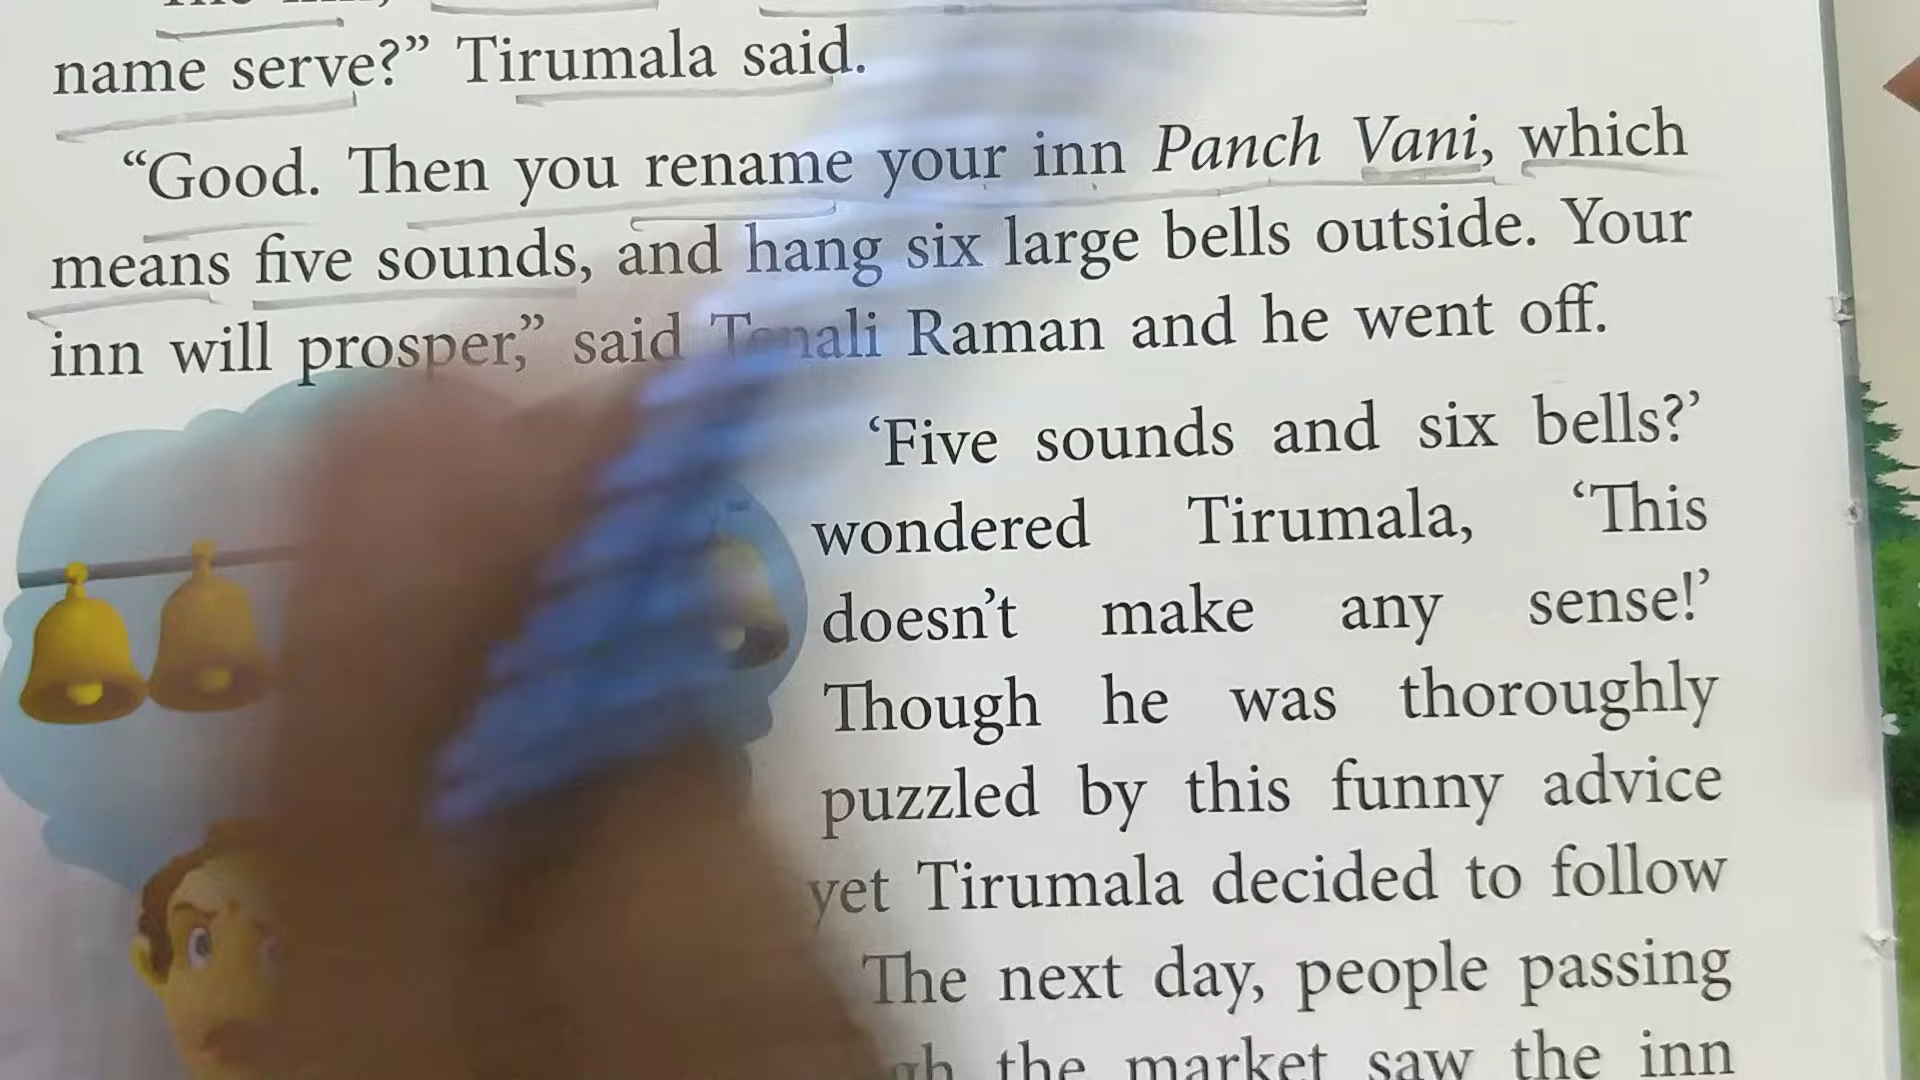 name serve?” Tirumala said.
“Good. Then you rename your inn Panch Vani, which
means five sounds, and hang six large bells outside. Your
inn will prosper,” said Tenali Raman and he went off.
‘Five sounds and six bells?’
wondered Tirumala, ‘This
doesn’t make any sense!’
Though he was thoroughly
puzzled by this funny advice
yet Tirumala decided to follow
The next day, people passing
the market saw the inn